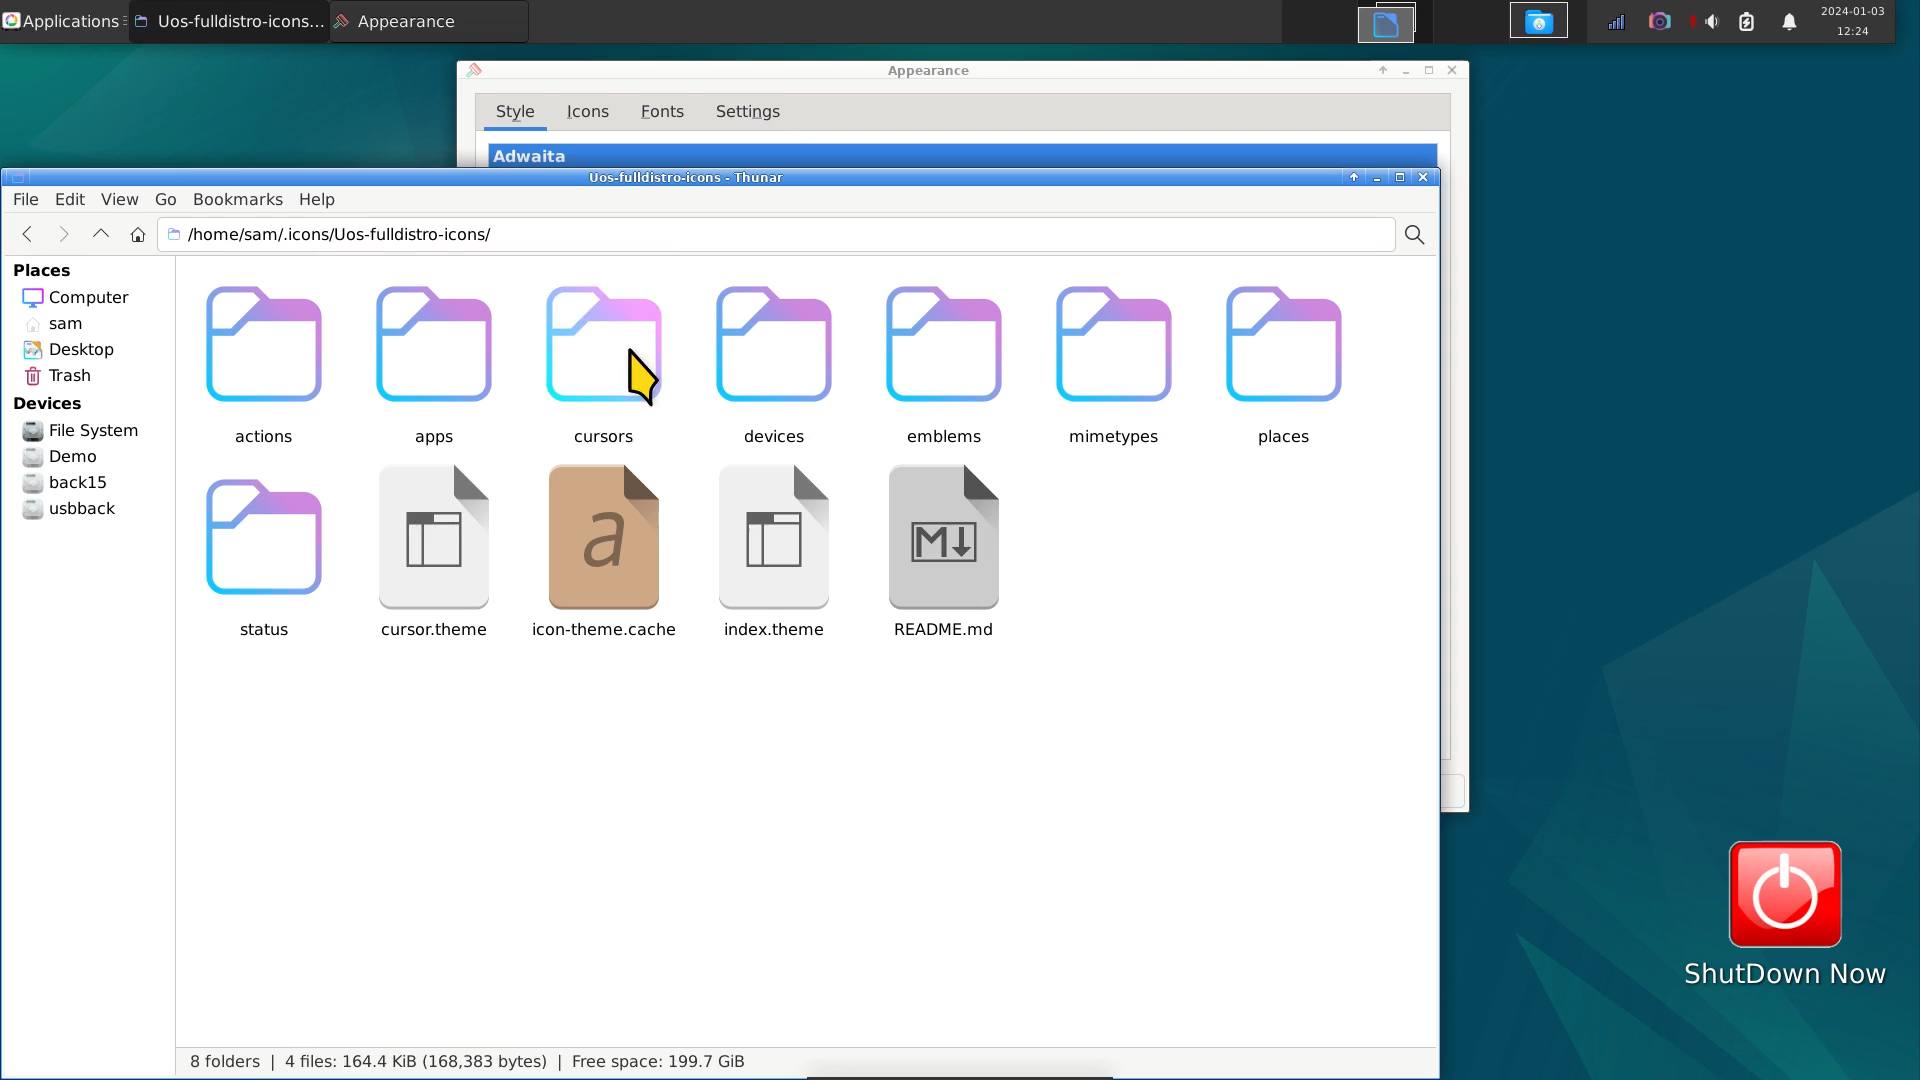 Applications
Uos-fulldistro-icons...
Appearance
2024-01-03
12:24
Appearance
Style Icons Fonts Settings
Adwaita
Uos-fulldistro-icons - Thunar
File Edit View Go Bookmarks Help
/home/sam/.icons/Uos-fulldistro-icons/
Places
Computer
sam
Desktop
Trash
Devices
File System
Demo
back15
usbback
actions apps cursors devices emblems mimetypes places
a
M
status cursor.theme icon-theme.cache index.theme README.md
ShutDown Now
8 folders | 4 files: 164.4 KiB (168,383 bytes) | Free space: 199.7 GiB